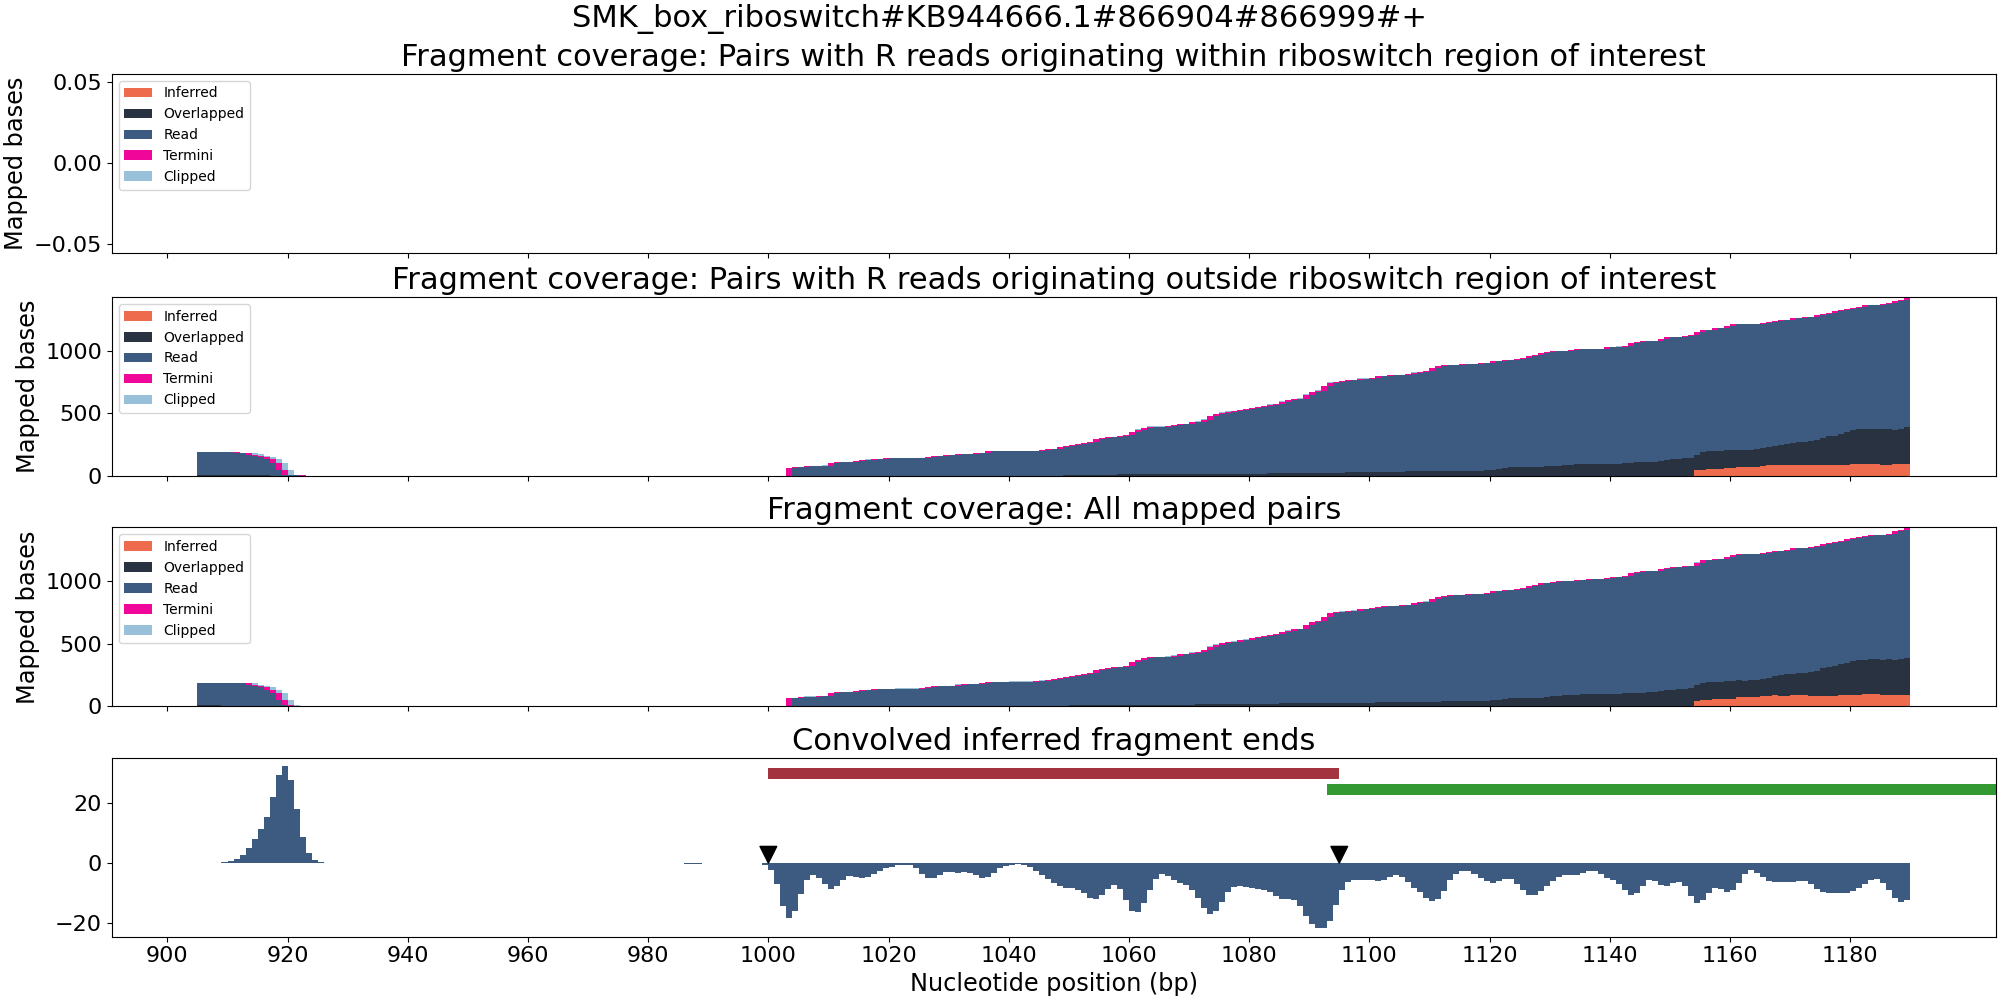 SMK_box_riboswitch#KB944666.1#866904#866999#+
Fragment coverage: Pairs with R reads originating within riboswitch region of interest
Mapped bases
0.05
0.00
−0.05
Inferred
Overlapped
Read
Termini
Clipped
Fragment coverage: Pairs with R reads originating outside riboswitch region of interest
Mapped bases
1000
500
0
Inferred
Overlapped
Read
Termini
Clipped
Fragment coverage: All mapped pairs
Mapped bases
1000
500
0
Inferred
Overlapped
Read
Termini
Clipped
Convolved inferred fragment ends
20
0
−20
900 920 940 960 980 1000 1020 1040 1060 1080 1100 1120 1140 1160 1180
Nucleotide position (bp)